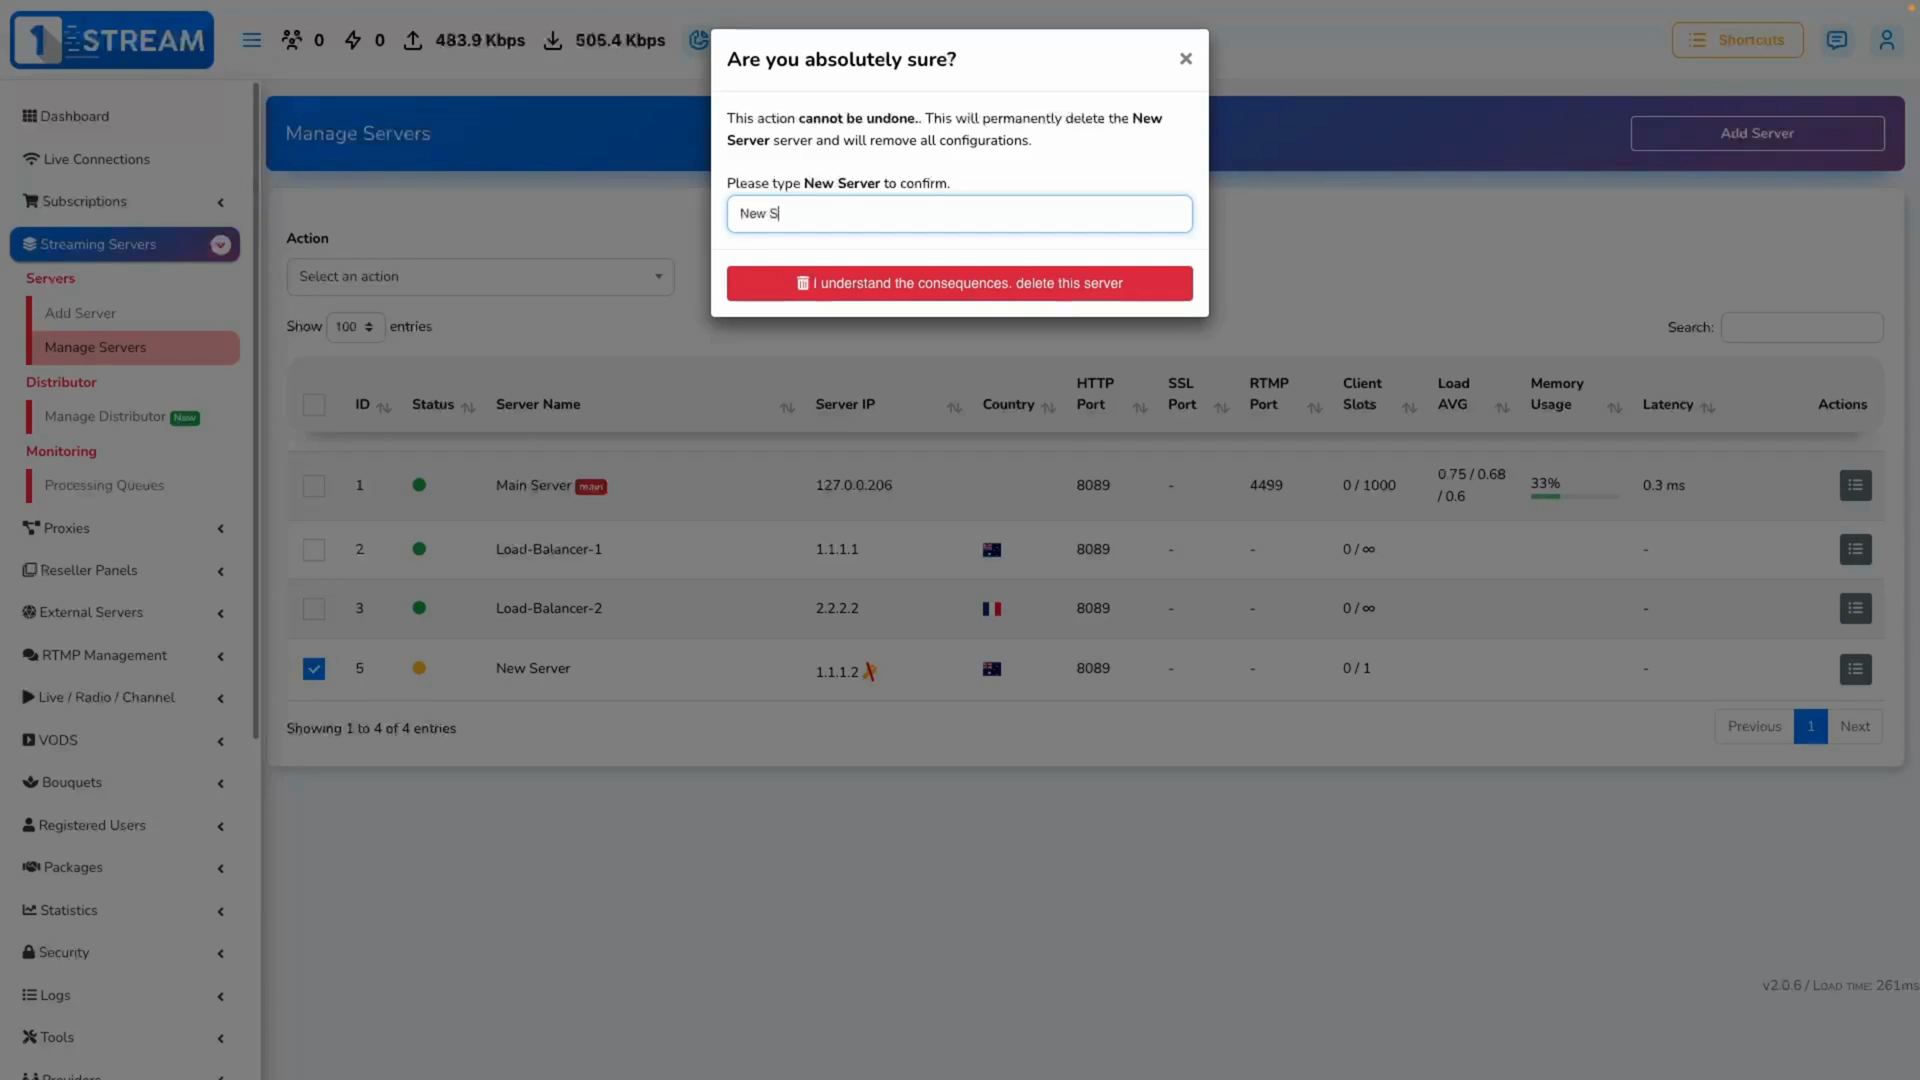 1 STREAM
0
0
483.9 Kbps
505.4 Kbps
Shortcuts
Are you absolutely sure?
×
This action cannot be undone.. This will permanently delete the New
Server server and will remove all configurations.
Please type New Server to confirm.
New S
I understand the consequences. delete this server
Dashboard
Live Connections
Subscriptions
Streaming Servers
Servers
Add Server
Manage Servers
Distributor
Manage Distributor New
Monitoring
Processing Queues
Proxies
Reseller Panels
External Servers
RTMP Management
Live / Radio / Channel
VODS
Bouquets
Registered Users
Packages
Statistics
Security
Logs
Tools
Providers
Manage Servers
Add Server
Action
Select an action
Show 100 entries
Search:
ID Status Server Name Server IP Country HTTP Port SSL Port RTMP Port Client Slots Load AVG Memory Usage Latency Actions
1 Main Server main 127.0.0.206 8089 - 4499 0 / 1000 0.75 / 0.68 / 0.6 33% 0.3 ms
2 Load-Balancer-1 1.1.1.1 8089 - - 0 / ∞ -
3 Load-Balancer-2 2.2.2.2 8089 - - 0 / ∞ -
5 New Server 1.1.1.2 8089 - - 0 / 1 -
Showing 1 to 4 of 4 entries
Previous 1 Next
v2.0.6 / LOAD TIME: 261ms